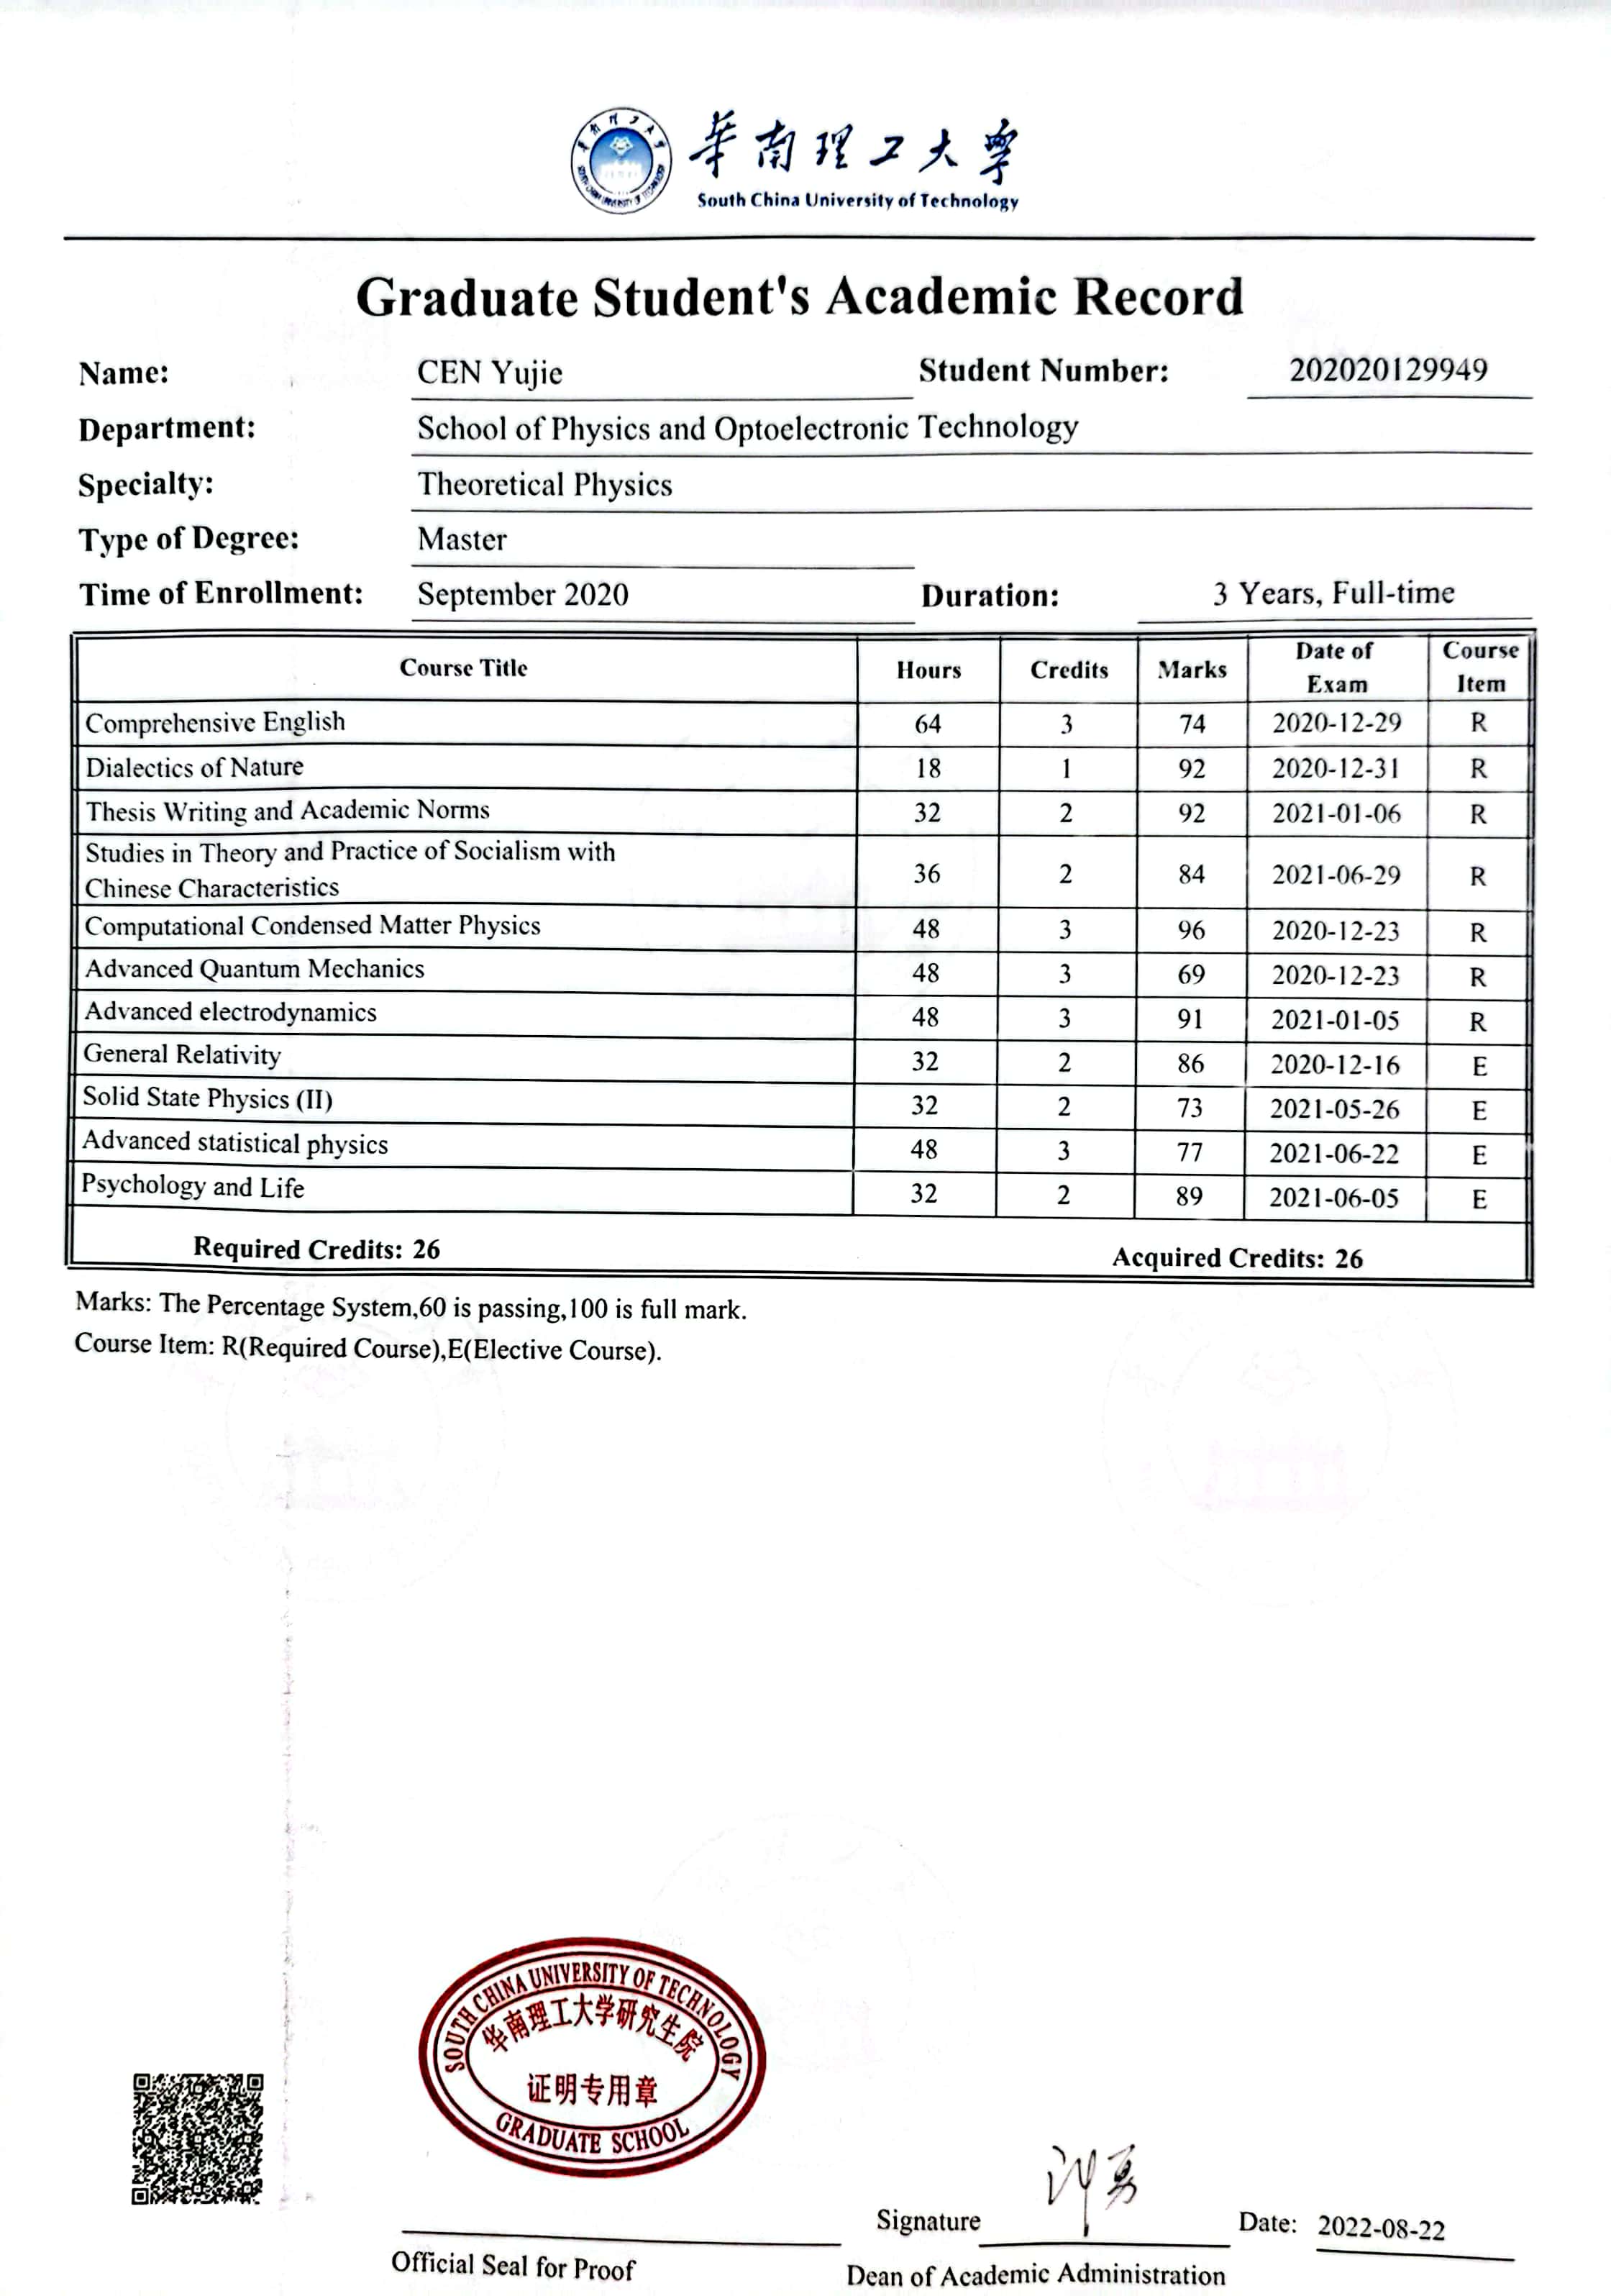 華南理工大學
South China University of Technology
Graduate Student's Academic Record
Name: CEN Yujie Student Number: 202020129949
Department: School of Physics and Optoelectronic Technology
Specialty: Theoretical Physics
Type of Degree: Master
Time of Enrollment: September 2020 Duration: 3 Years, Full-time
Course Title Hours Credits Marks Date of Exam Course Item
Comprehensive English 64 3 74 2020-12-29 R
Dialectics of Nature 18 1 92 2020-12-31 R
Thesis Writing and Academic Norms 32 2 92 2021-01-06 R
Studies in Theory and Practice of Socialism with
Chinese Characteristics 36 2 84 2021-06-29 R
Computational Condensed Matter Physics 48 3 96 2020-12-23 R
Advanced Quantum Mechanics 48 3 69 2020-12-23 R
Advanced electrodynamics 48 3 91 2021-01-05 R
General Relativity 32 2 86 2020-12-16 E
Solid State Physics (II) 32 2 73 2021-05-26 E
Advanced statistical physics 48 3 77 2021-06-22 E
Psychology and Life 32 2 89 2021-06-05 E
Required Credits: 26 Acquired Credits: 26
Marks: The Percentage System,60 is passing,100 is full mark.
Course Item: R(Required Course),E(Elective Course).
SOUTH CHINA UNIVERSITY OF TECHNOLOGY
华南理工大学研究生院
证明专用章
GRADUATE SCHOOL
Signature Date: 2022-08-22
Official Seal for Proof Dean of Academic Administration